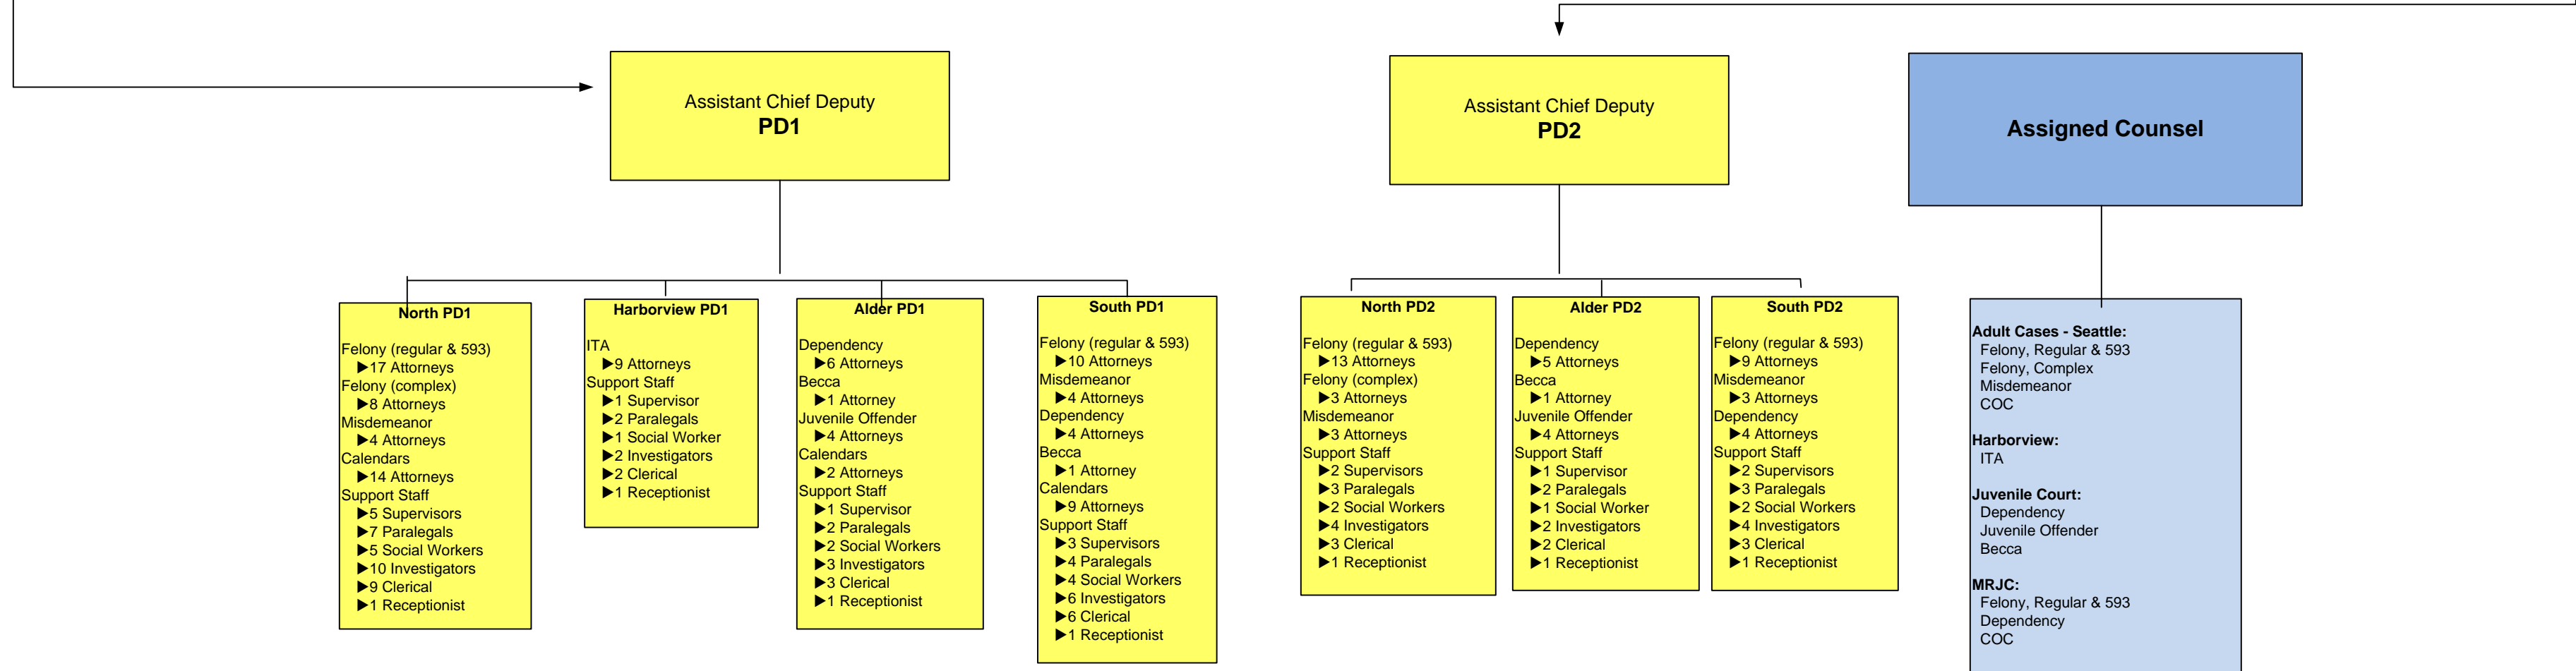 Assistant Chief Deputy
PD1
Assistant Chief Deputy
PD2
Assigned Counsel
North PD1
Felony (regular & 593)
▶17 Attorneys
Felony (complex)
▶8 Attorneys
Misdemeanor
▶4 Attorneys
Calendars
▶14 Attorneys
Support Staff
▶5 Supervisors
▶7 Paralegals
▶5 Social Workers
▶10 Investigators
▶9 Clerical
▶1 Receptionist
Harborview PD1
ITA
▶9 Attorneys
Support Staff
▶1 Supervisor
▶2 Paralegals
▶1 Social Worker
▶2 Investigators
▶2 Clerical
▶1 Receptionist
Alder PD1
Dependency
▶6 Attorneys
Becca
▶1 Attorney
Juvenile Offender
▶4 Attorneys
Calendars
▶2 Attorneys
Support Staff
▶1 Supervisor
▶2 Paralegals
▶2 Social Workers
▶3 Investigators
▶3 Clerical
▶1 Receptionist
South PD1
Felony (regular & 593)
▶10 Attorneys
Misdemeanor
▶4 Attorneys
Dependency
▶4 Attorneys
Becca
▶1 Attorney
Calendars
▶9 Attorneys
Support Staff
▶3 Supervisors
▶4 Paralegals
▶4 Social Workers
▶6 Investigators
▶6 Clerical
▶1 Receptionist
North PD2
Felony (regular & 593)
▶13 Attorneys
Felony (complex)
▶3 Attorneys
Misdemeanor
▶3 Attorneys
Support Staff
▶2 Supervisors
▶3 Paralegals
▶2 Social Workers
▶4 Investigators
▶3 Clerical
▶1 Receptionist
Alder PD2
Dependency
▶5 Attorneys
Becca
▶1 Attorney
Juvenile Offender
▶4 Attorneys
Support Staff
▶1 Supervisor
▶2 Paralegals
▶1 Social Worker
▶2 Investigators
▶2 Clerical
▶1 Receptionist
South PD2
Felony (regular & 593)
▶9 Attorneys
Misdemeanor
▶3 Attorneys
Dependency
▶4 Attorneys
Support Staff
▶2 Supervisors
▶3 Paralegals
▶2 Social Workers
▶4 Investigators
▶3 Clerical
▶1 Receptionist
Adult Cases - Seattle:
Felony, Regular & 593
Felony, Complex
Misdemeanor
COC
Harborview:
ITA
Juvenile Court:
Dependency
Juvenile Offender
Becca
MRJC:
Felony, Regular & 593
Dependency
COC